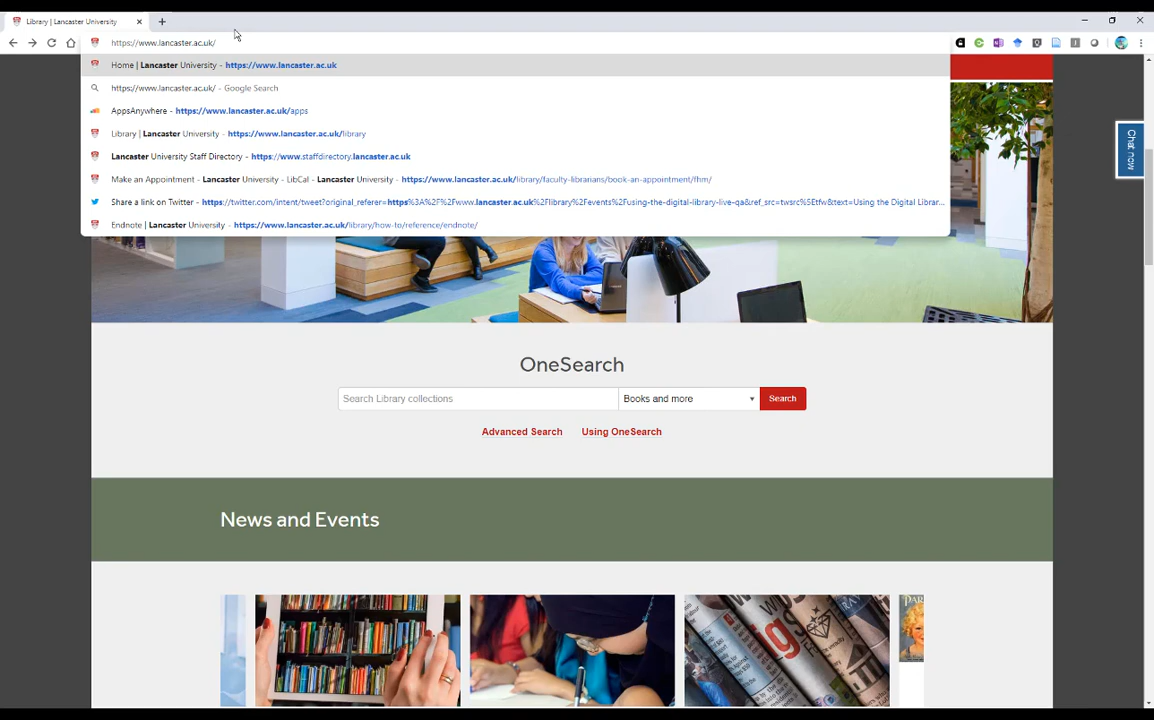 Library | Lancaster University
https://www.lancaster.ac.uk/
Home | Lancaster University - https://www.lancaster.ac.uk
https://www.lancaster.ac.uk/ - Google Search
AppsAnywhere - https://www.lancaster.ac.uk/apps
Library | Lancaster University - https://www.lancaster.ac.uk/library
Lancaster University Staff Directory - https://www.staffdirectory.lancaster.ac.uk
Make an Appointment - Lancaster University - LibCal - Lancaster University - https://www.lancaster.ac.uk/library/faculty-librarians/book-an-appointment/fhm/
Share a link on Twitter - https://twitter.com/intent/tweet?original_referer=https%3A%2F%2Fwww.lancaster.ac.uk%2Flibrary%2Fevents%2Fusing-the-digital-library-live-qa&ref_src=twsrc%5Etfw&text=Using the Digital Librar...
Endnote | Lancaster University - https://www.lancaster.ac.uk/library/how-to/reference/endnote/
Chat now
OneSearch
Search Library collections
Books and more
Search
Advanced Search
Using OneSearch
News and Events